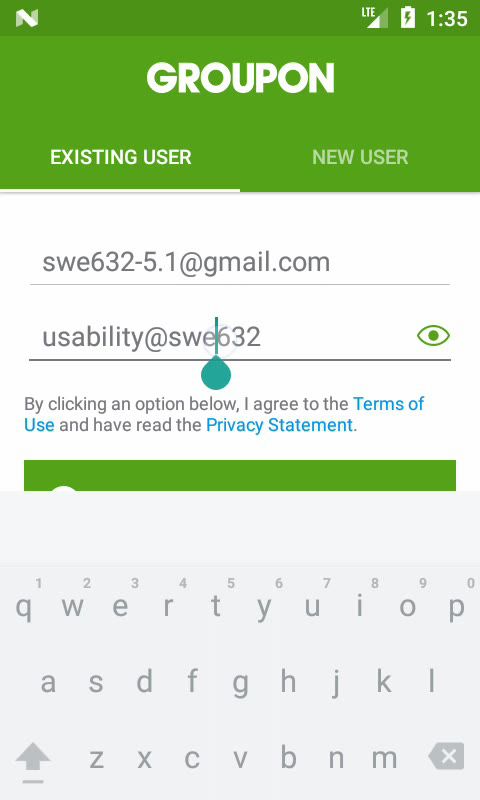 LTE 1:35
GROUPON
EXISTING USER NEW USER
swe632-5.1@gmail.com
usability@swe632
By clicking an option below, I agree to the Terms of
Use and have read the Privacy Statement.
1 2 3 4 5 6 7 8 9 0
q w e r t y u i o p
a s d f g h j k l
z x c v b n m